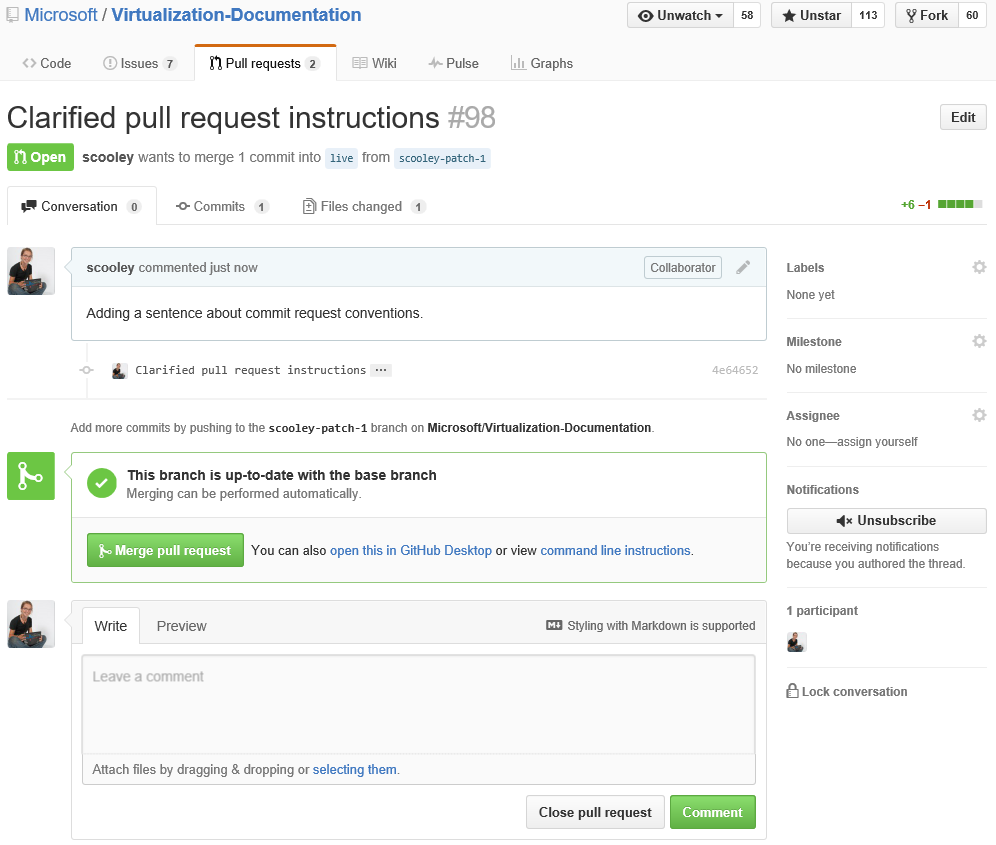 Microsoft / Virtualization-Documentation
Unwatch 58 Unstar 113 Fork 60
Code Issues 7 Pull requests 2 Wiki Pulse Graphs
Clarified pull request instructions #98
Edit
Open scooley wants to merge 1 commit into live from scooley-patch-1
Conversation 0 Commits 1 Files changed 1
+6 −1
scooley commented just now
Collaborator
Adding a sentence about commit request conventions.
Clarified pull request instructions ···
4e64652
Add more commits by pushing to the scooley-patch-1 branch on Microsoft/Virtualization-Documentation.
This branch is up-to-date with the base branch
Merging can be performed automatically.
Merge pull request You can also open this in GitHub Desktop or view command line instructions.
Write Preview
Styling with Markdown is supported
Leave a comment
Attach files by dragging & dropping or selecting them.
Close pull request Comment
Labels
None yet
Milestone
No milestone
Assignee
No one—assign yourself
Notifications
Unsubscribe
You're receiving notifications
because you authored the thread.
1 participant
Lock conversation